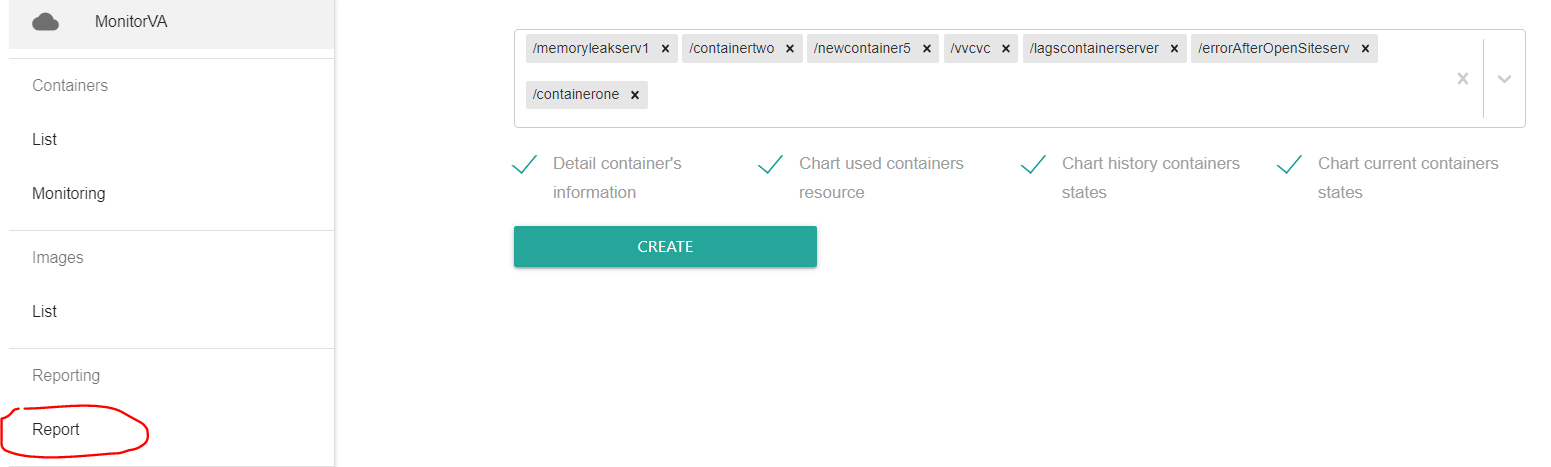 MonitorVA
Containers
List
Monitoring
Images
List
Reporting
Report
/memoryleakserv1 × /containertwo × /newcontainer5 × /vvcvc × /lagscontainerserver × /errorAfterOpenSiteserv ×
/containerone ×
Detail container's
information
Chart used containers
resource
Chart history containers
states
Chart current containers
states
CREATE